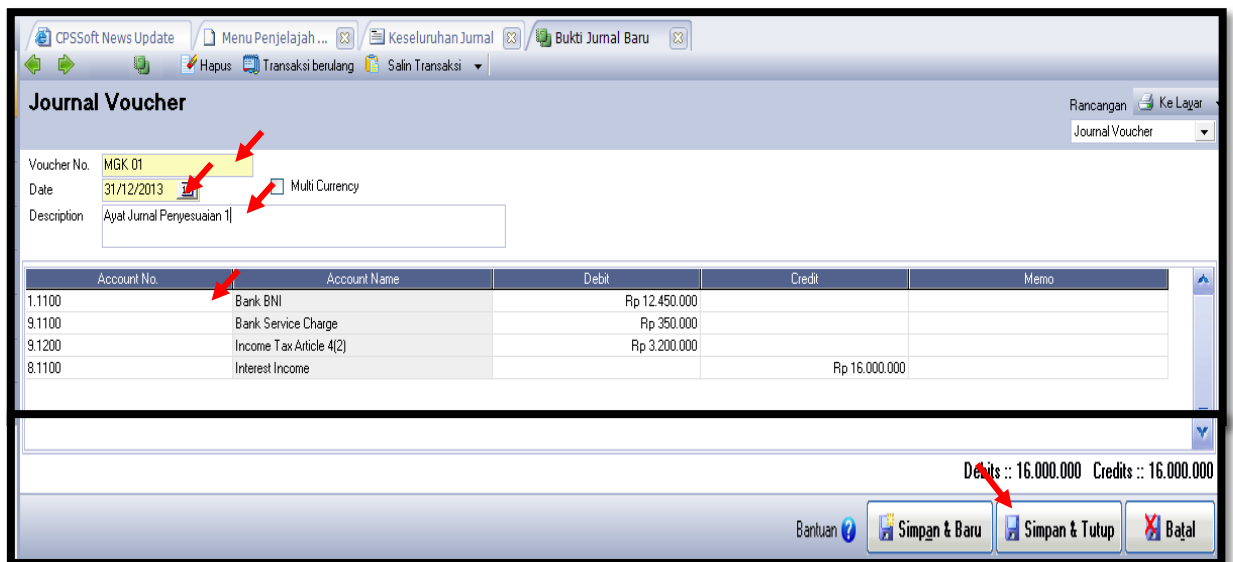 CPSSoft News Update Menu Penjelajah ... Keseluruhan Jurnal Bukti Jurnal Baru
Hapus Transaksi berulang Salin Transaksi
Journal Voucher
Rancangan Ke Layar
Journal Voucher
Voucher No. MGK 01
Date 31/12/2013 Multi Currency
Description Ayat Jurnal Penyesuaian 1
Account No. Account Name Debit Credit Memo
1.1100 Bank BNI Rp 12.450.000
9.1100 Bank Service Charge Rp 350.000
9.1200 Income Tax Article 4(2) Rp 3.200.000
8.1100 Interest Income Rp 16.000.000
Debits :: 16.000.000 Credits :: 16.000.000
Bantuan Simpan & Baru Simpan & Tutup Batal